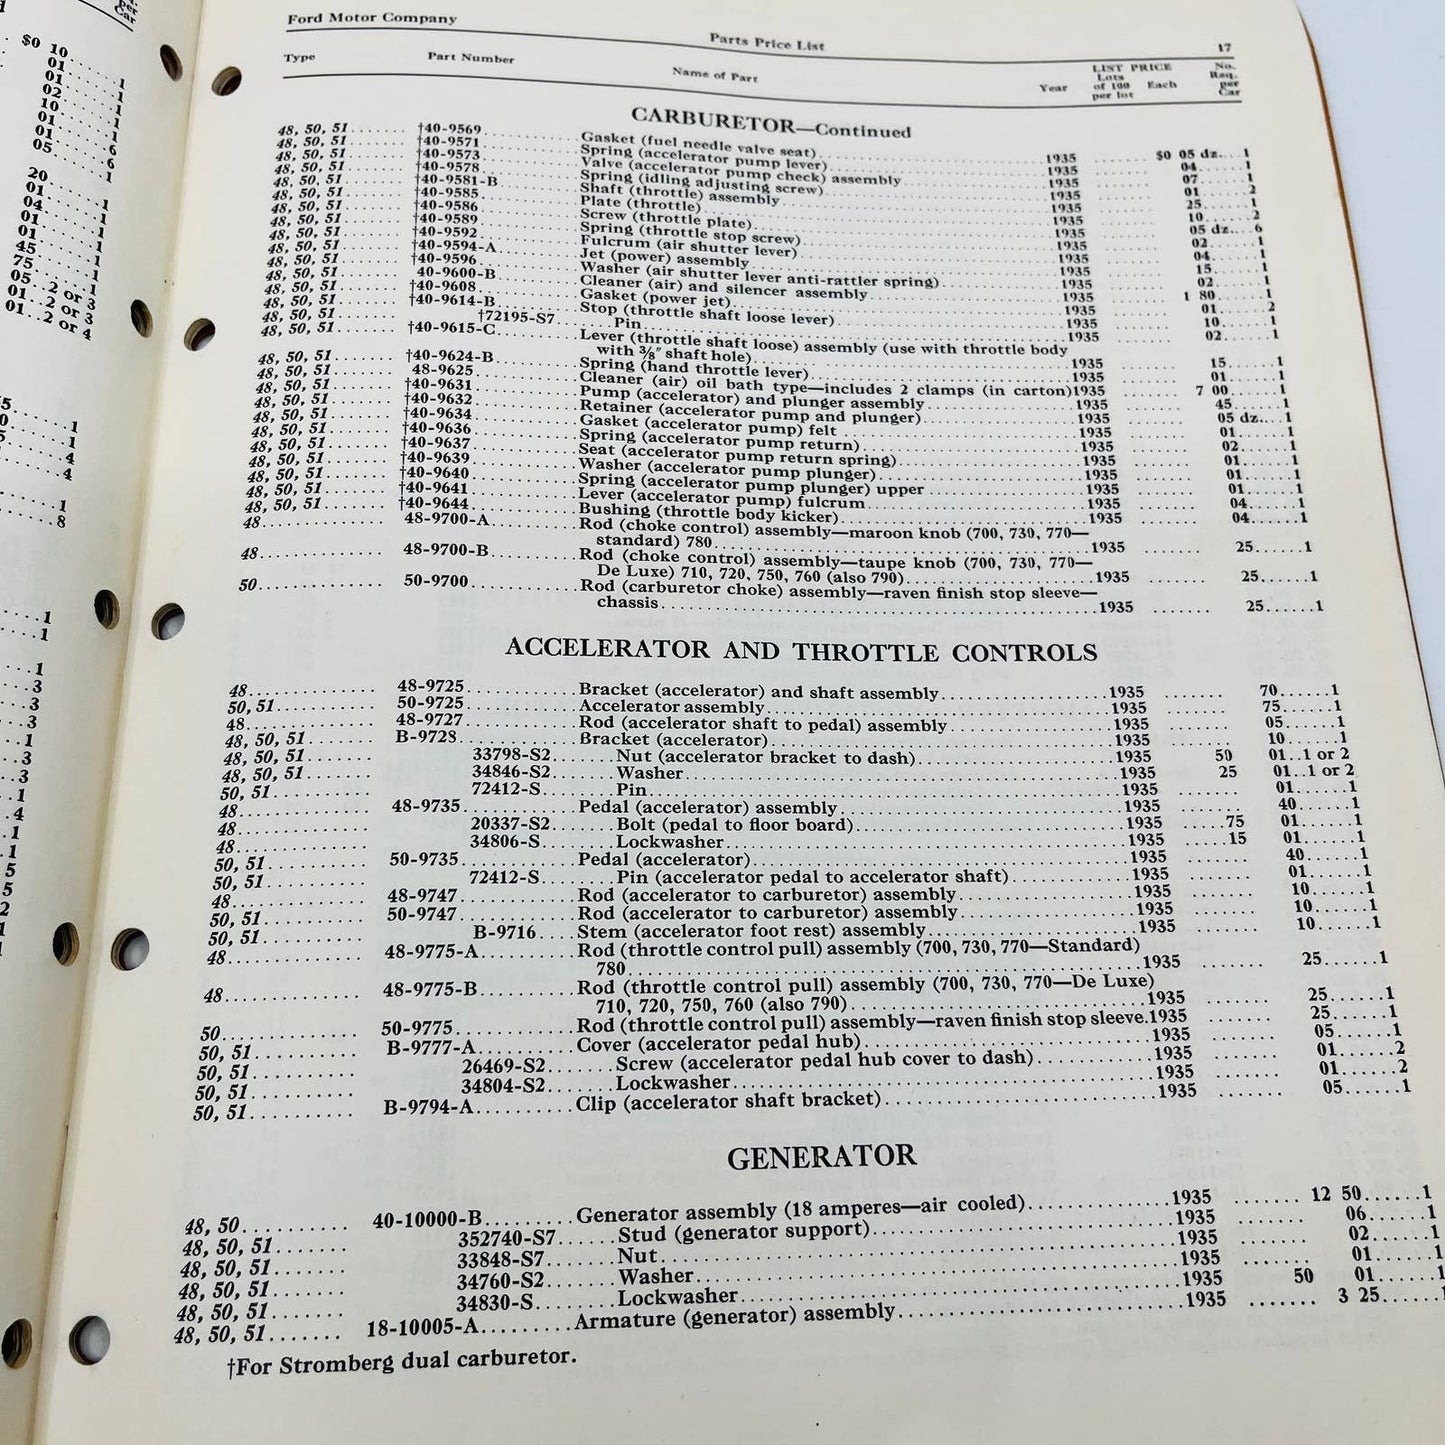 Ford Motor Company
Parts Price List 17
Type Part Number Name of Part Year LIST PRICE Lots of 100 per lot Each No. Req. per Car
CARBURETOR—Continued
48, 50, 51....... †40-9569............Gasket (fuel needle valve seat)..............1935 ....... $0 05 dz....1
48, 50, 51....... †40-9571............Spring (accelerator pump lever)..............1935 ....... 04.......1
48, 50, 51....... †40-9573............Valve (accelerator pump check) assembly......1935 ....... 07.......1
48, 50, 51....... †40-9578............Spring (idling adjusting screw)..............1935 ....... 01.......2
48, 50, 51....... †40-9581-B..........Shaft (throttle) assembly....................1935 ....... 25.......1
48, 50, 51....... †40-9585............Plate (throttle).............................1935 ....... 10.......2
48, 50, 51....... †40-9586............Screw (throttle plate).......................1935 ....... 05 dz....6
48, 50, 51....... †40-9589............Spring (throttle stop screw).................1935 ....... 02.......1
48, 50, 51....... †40-9592............Fulcrum (air shutter lever)..................1935 ....... 04.......1
48, 50, 51....... †40-9594-A..........Jet (power) assembly.........................1935 ....... 15.......1
48, 50, 51....... †40-9596............Washer (air shutter lever anti-rattler spring)....1935 ....... 02.......1
48, 50, 51....... 40-9600-B...........Cleaner (air) and silencer assembly..........1935 ....... 1 80.......1
48, 50, 51....... †40-9608............Gasket (power jet)...........................1935 ....... 01.......2
48, 50, 51....... †40-9614-B..........Stop (throttle shaft loose lever)............1935 ....... 10.......1
48, 50, 51....... †72195-S7.......Pin..............................1935 ....... 02.......1
48, 50, 51....... †40-9615-C..........Lever (throttle shaft loose) assembly (use with throttle body
with ⅜″ shaft hole)..........................1935 ....... 15.......1
48, 50, 51....... †40-9624-B..........Spring (hand throttle lever).................1935 ....... 01.......1
48, 50, 51....... 48-9625.............Cleaner (air) oil bath type—includes 2 clamps (in carton)1935 ....... 7 00.......1
48, 50, 51....... †40-9631............Pump (accelerator) and plunger assembly......1935 ....... 45.......1
48, 50, 51....... †40-9632............Retainer (accelerator pump and plunger)......1935 ....... 05 dz....1
48, 50, 51....... †40-9634............Gasket (accelerator pump) felt...............1935 ....... 01.......1
48, 50, 51....... †40-9636............Spring (accelerator pump return).............1935 ....... 02.......1
48, 50, 51....... †40-9637............Seat (accelerator pump return spring)........1935 ....... 01.......1
48, 50, 51....... †40-9639............Washer (accelerator pump plunger)............1935 ....... 01.......1
48, 50, 51....... †40-9640............Spring (accelerator pump plunger) upper......1935 ....... 01.......1
48, 50, 51....... †40-9641............Lever (accelerator pump) fulcrum.............1935 ....... 04.......1
48, 50, 51....... †40-9644............Bushing (throttle body kicker)...............1935 ....... 04.......1
48.............. 48-9700-A...........Rod (choke control) assembly—maroon knob (700, 730, 770—
standard) 780................................1935 ....... 25......1
48.............. 48-9700-B...........Rod (choke control) assembly—taupe knob (700, 730, 770—
De Luxe) 710, 720, 750, 760 (also 790).......1935 ....... 25......1
50.............. 50-9700.............Rod (carburetor choke) assembly—raven finish stop sleeve—
chassis......................................1935 ....... 25......1
ACCELERATOR AND THROTTLE CONTROLS
48.............. 48-9725............Bracket (accelerator) and shaft assembly......1935 ....... 70......1
50, 51.......... 50-9725............Accelerator assembly..........................1935 ....... 75......1
48.............. 48-9727............Rod (accelerator shaft to pedal) assembly.....1935 ....... 05......1
48, 50, 51....... B-9728.............Bracket (accelerator).........................1935 ....... 10......1
48, 50, 51....... 33798-S2.......Nut (accelerator bracket to dash)........1935 50 01..1 or 2
48, 50, 51....... 34846-S2.......Washer...................................1935 25 01..1 or 2
50, 51.......... 72412-S........Pin......................................1935 ....... 01......1
48.............. 48-9735............Pedal (accelerator) assembly..................1935 ....... 40......1
48.............. 20337-S2.......Bolt (pedal to floor board)..............1935 .....75 01......1
48.............. 34806-S........Lockwasher...............................1935 .....15 01......1
50, 51.......... 50-9735............Pedal (accelerator)...........................1935 ....... 40......1
50, 51.......... 72412-S........Pin (accelerator pedal to accelerator shaft).....1935 ....... 01......1
48.............. 48-9747............Rod (accelerator to carburetor) assembly......1935 ....... 10......1
50, 51.......... 50-9747............Rod (accelerator to carburetor) assembly......1935 ....... 10......1
50, 51.......... B-9716....Stem (accelerator foot rest) assembly.........1935 ....... 10......1
48.............. 48-9775-A..........Rod (throttle control pull) assembly (700, 730, 770—Standard)
780...........................................1935 ....... 25......1
48.............. 48-9775-B..........Rod (throttle control pull) assembly (700, 730, 770—De Luxe)
710, 720, 750, 760 (also 790).................1935 ....... 25......1
50.............. 50-9775............Rod (throttle control pull) assembly—raven finish stop sleeve.1935 ....... 25......1
50, 51.......... B-9777-A...........Cover (accelerator pedal hub).................1935 ....... 05......1
50, 51.......... 26469-S2.......Screw (accelerator pedal hub cover to dash).....1935 ....... 01......2
50, 51.......... 34804-S2.......Lockwasher...............................1935 ....... 01......2
50, 51.......... B-9794-A..........Clip (accelerator shaft bracket)...............1935 ....... 05......1
GENERATOR
48, 50.......... 40-10000-B.........Generator assembly (18 amperes—air cooled).....1935 ....... 12 50......1
48, 50, 51....... 352740-S7......Stud (generator support).................1935 ....... 06......1
48, 50, 51....... 33848-S7.......Nut......................................1935 ....... 02......1
48, 50, 51....... 34760-S2.......Washer...................................1935 ....... 01......1
48, 50, 51....... 34830-S........Lockwasher...............................1935 50 01......1
48, 50, 51....... 18-10005-A.........Armature (generator) assembly.................1935 ....... 3 25......1
†For Stromberg dual carburetor.